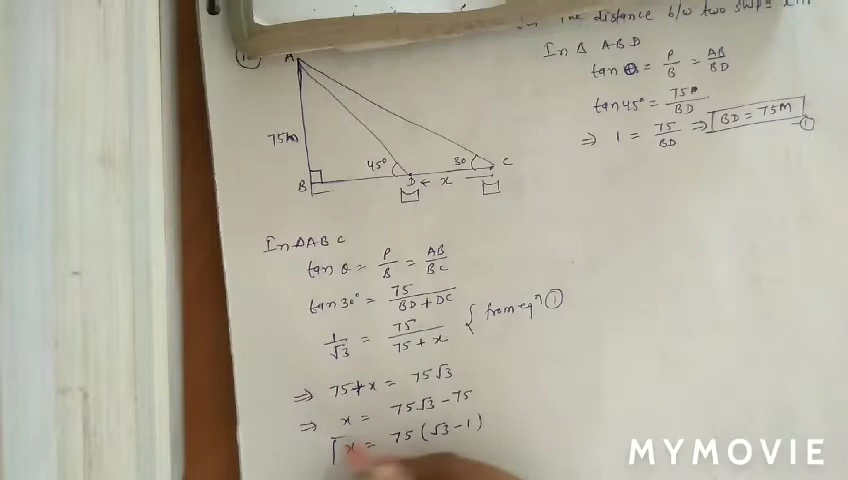 the distance b/w two
In Δ ABD
tan θ = P/B = AB/BD
tan 45° = 75M/BD
⇒ 1 = 75/BD ⇒ BD = 75M —①
A
75m
45°
30
C
B
D ← x —
In ΔABC
tan θ = P/B = AB/BC
tan 30° = 75/BD + DC
1/√3 = 75/75 + x { from eqⁿ ①
⇒ 75 + x = 75√3
⇒ x = 75√3 - 75
x = 75(√3 - 1)
MYMOVIE